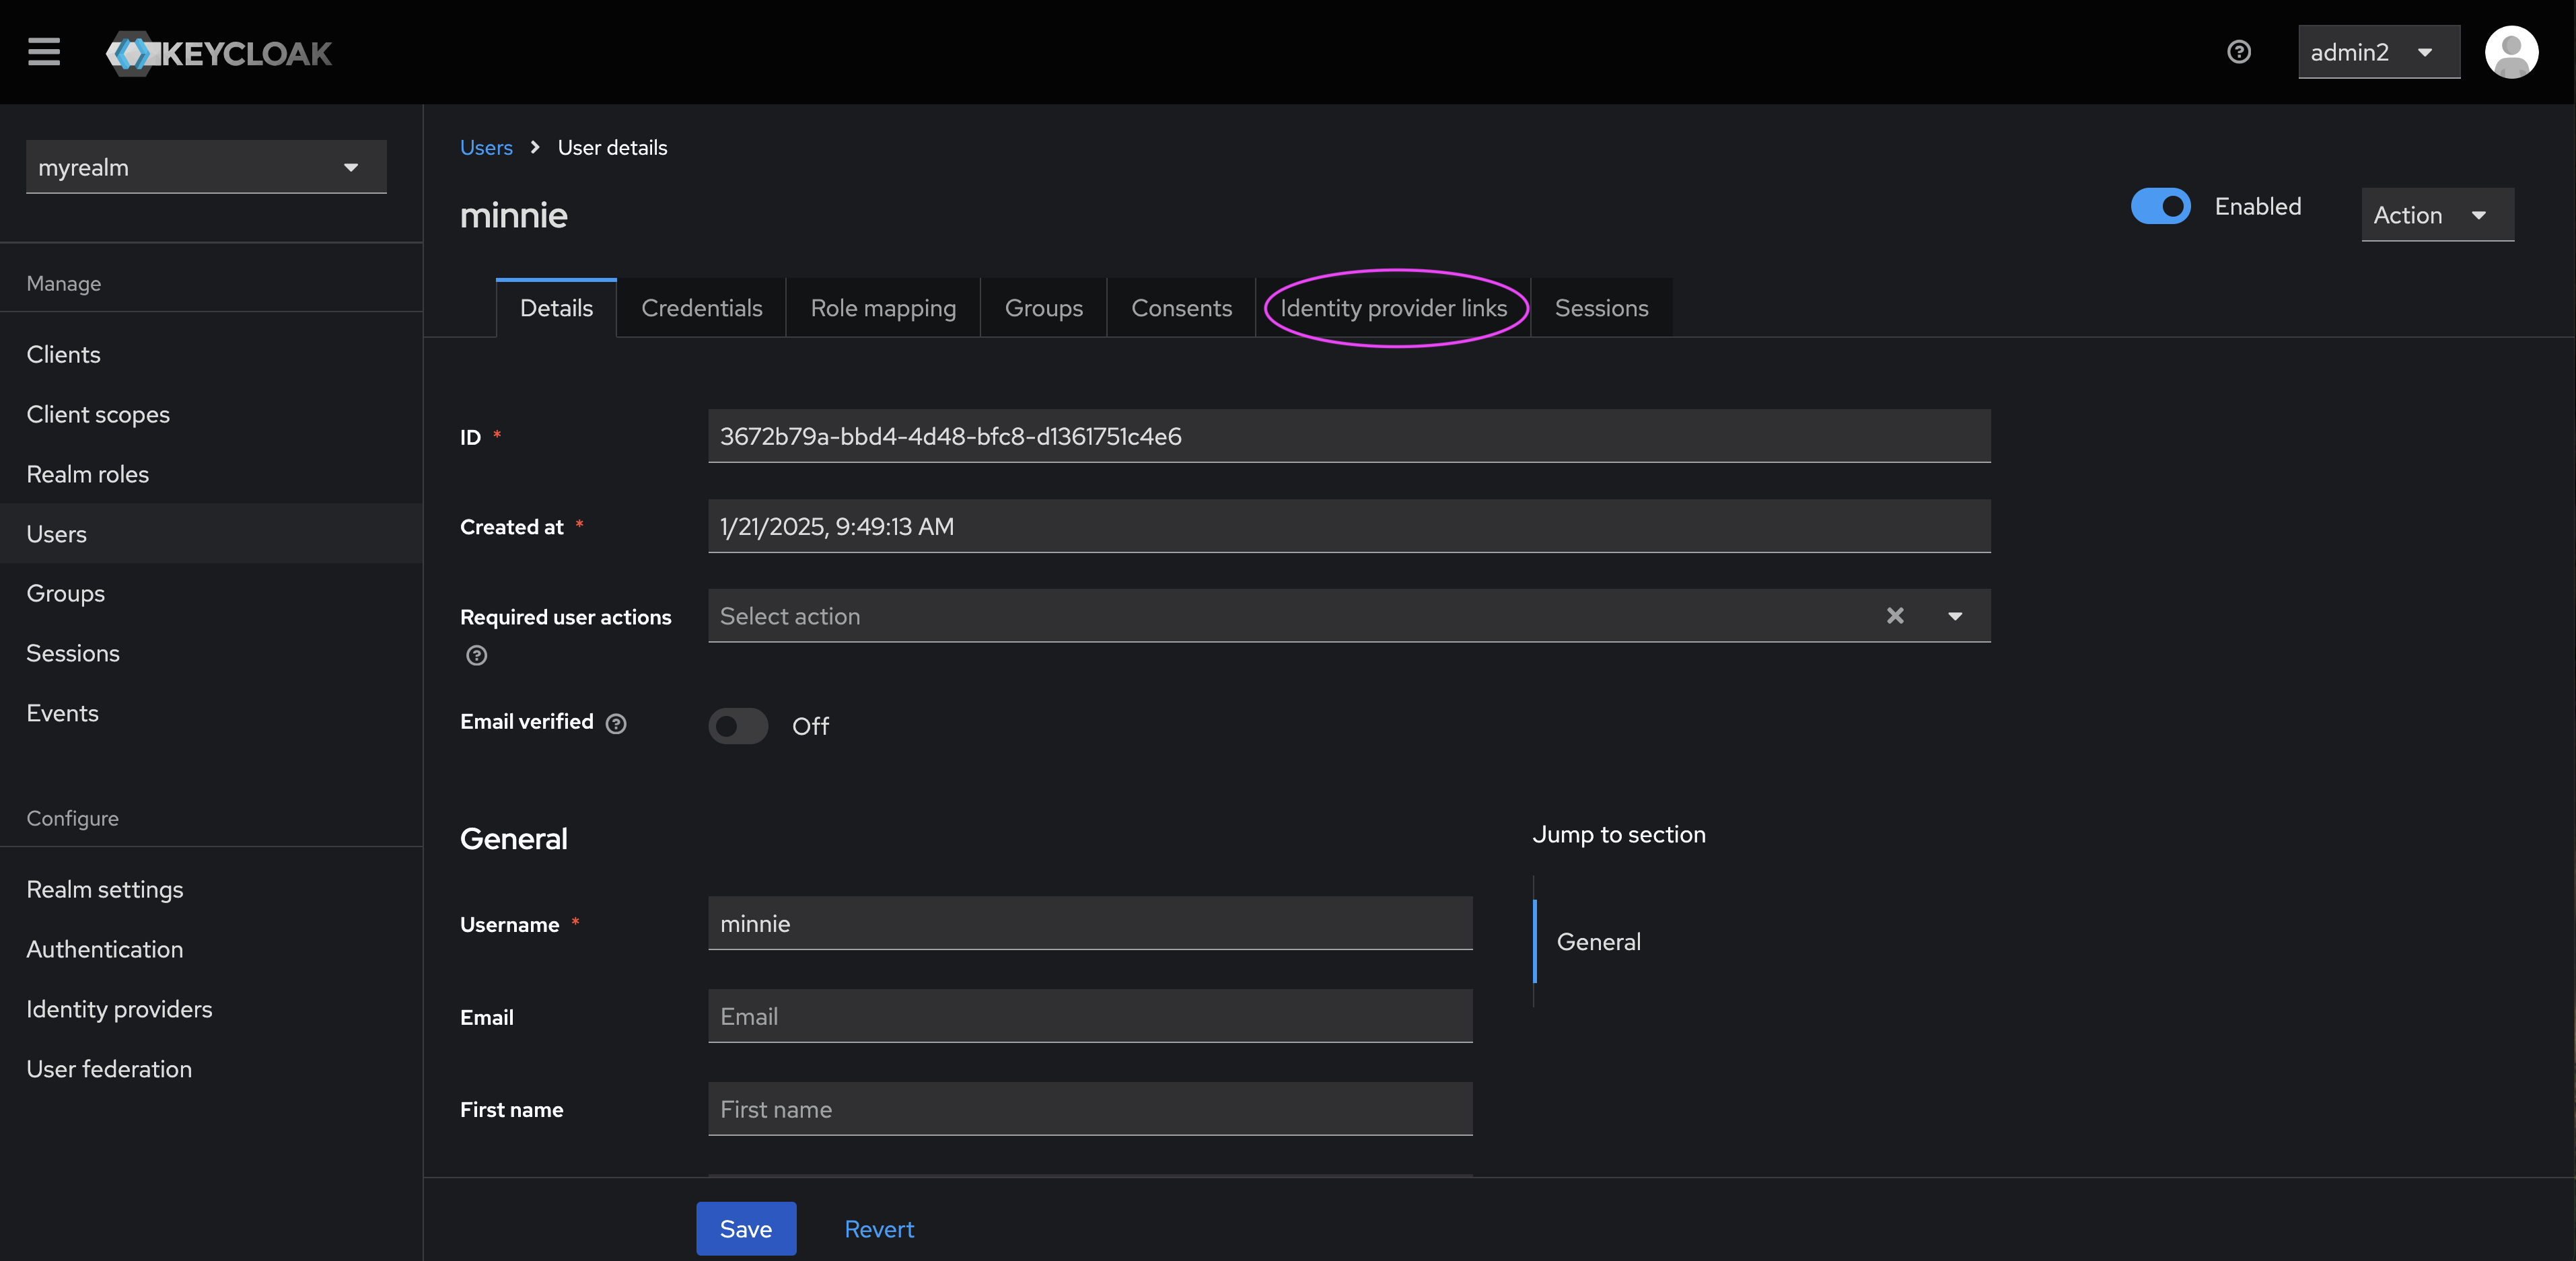 KEYCLOAK
admin2
myrealm
Manage
Clients
Client scopes
Realm roles
Users
Groups
Sessions
Events
Configure
Realm settings
Authentication
Identity providers
User federation
Users > User details
minnie
Enabled
Action
Details Credentials Role mapping Groups Consents Identity provider links Sessions
ID * 3672b79a-bbd4-4d48-bfc8-d1361751c4e6
Created at * 1/21/2025, 9:49:13 AM
Required user actions Select action
Email verified Off
General
Jump to section
General
Username * minnie
Email Email
First name First name
Save Revert